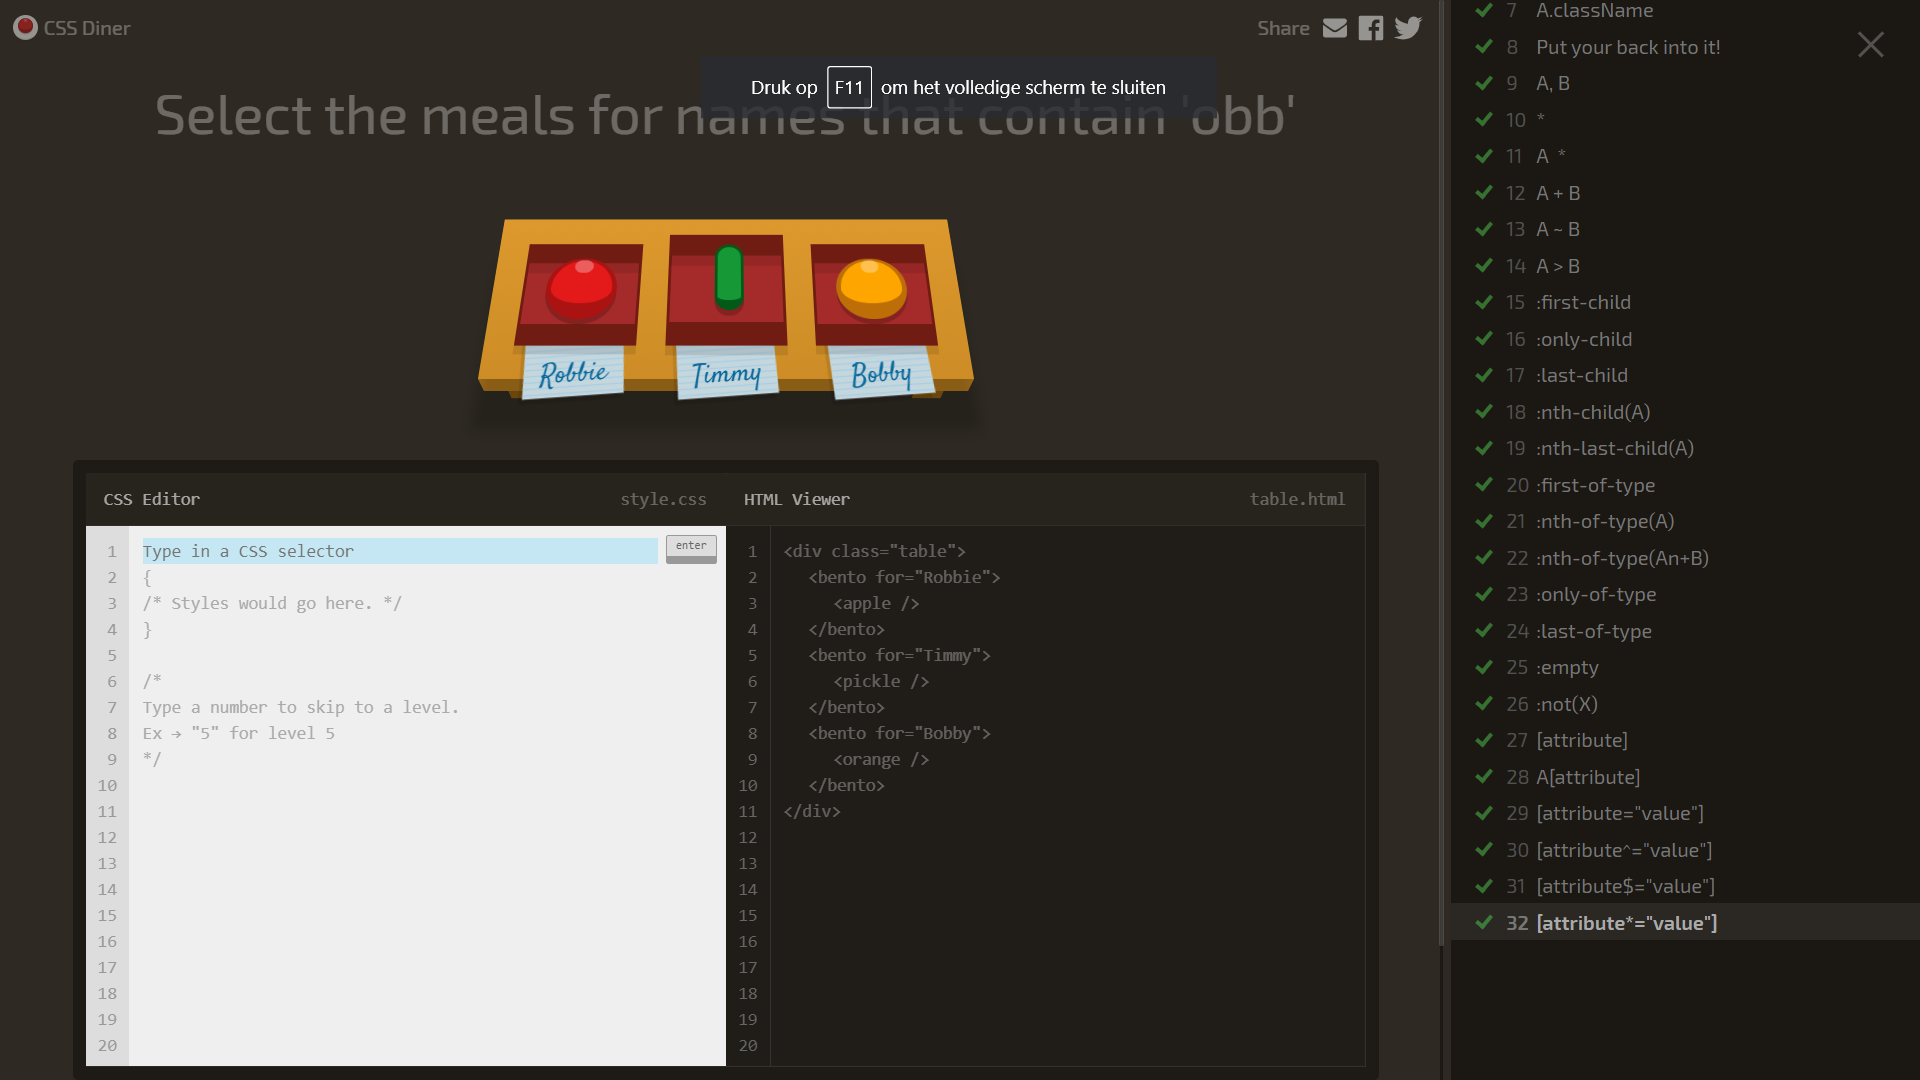 CSS Diner
Share
Druk op F11 om het volledige scherm te sluiten
Select the meals for names that contain 'obb'
Robbie
Timmy
Bobby
CSS Editor
style.css
HTML Viewer
table.html
1 Type in a CSS selector
enter
2 {
3 /* Styles would go here. */
4 }
5
6 /*
7 Type a number to skip to a level.
8 Ex → "5" for level 5
9 */
10
11
12
13
14
15
16
17
18
19
20
1 <div class="table">
2 <bento for="Robbie">
3 <apple />
4 </bento>
5 <bento for="Timmy">
6 <pickle />
7 </bento>
8 <bento for="Bobby">
9 <orange />
10 </bento>
11 </div>
12
13
14
15
16
17
18
19
20
7 A.className
8 Put your back into it!
9 A, B
10 *
11 A *
12 A + B
13 A ~ B
14 A > B
15 :first-child
16 :only-child
17 :last-child
18 :nth-child(A)
19 :nth-last-child(A)
20 :first-of-type
21 :nth-of-type(A)
22 :nth-of-type(An+B)
23 :only-of-type
24 :last-of-type
25 :empty
26 :not(X)
27 [attribute]
28 A[attribute]
29 [attribute="value"]
30 [attribute^="value"]
31 [attribute$="value"]
32 [attribute*="value"]